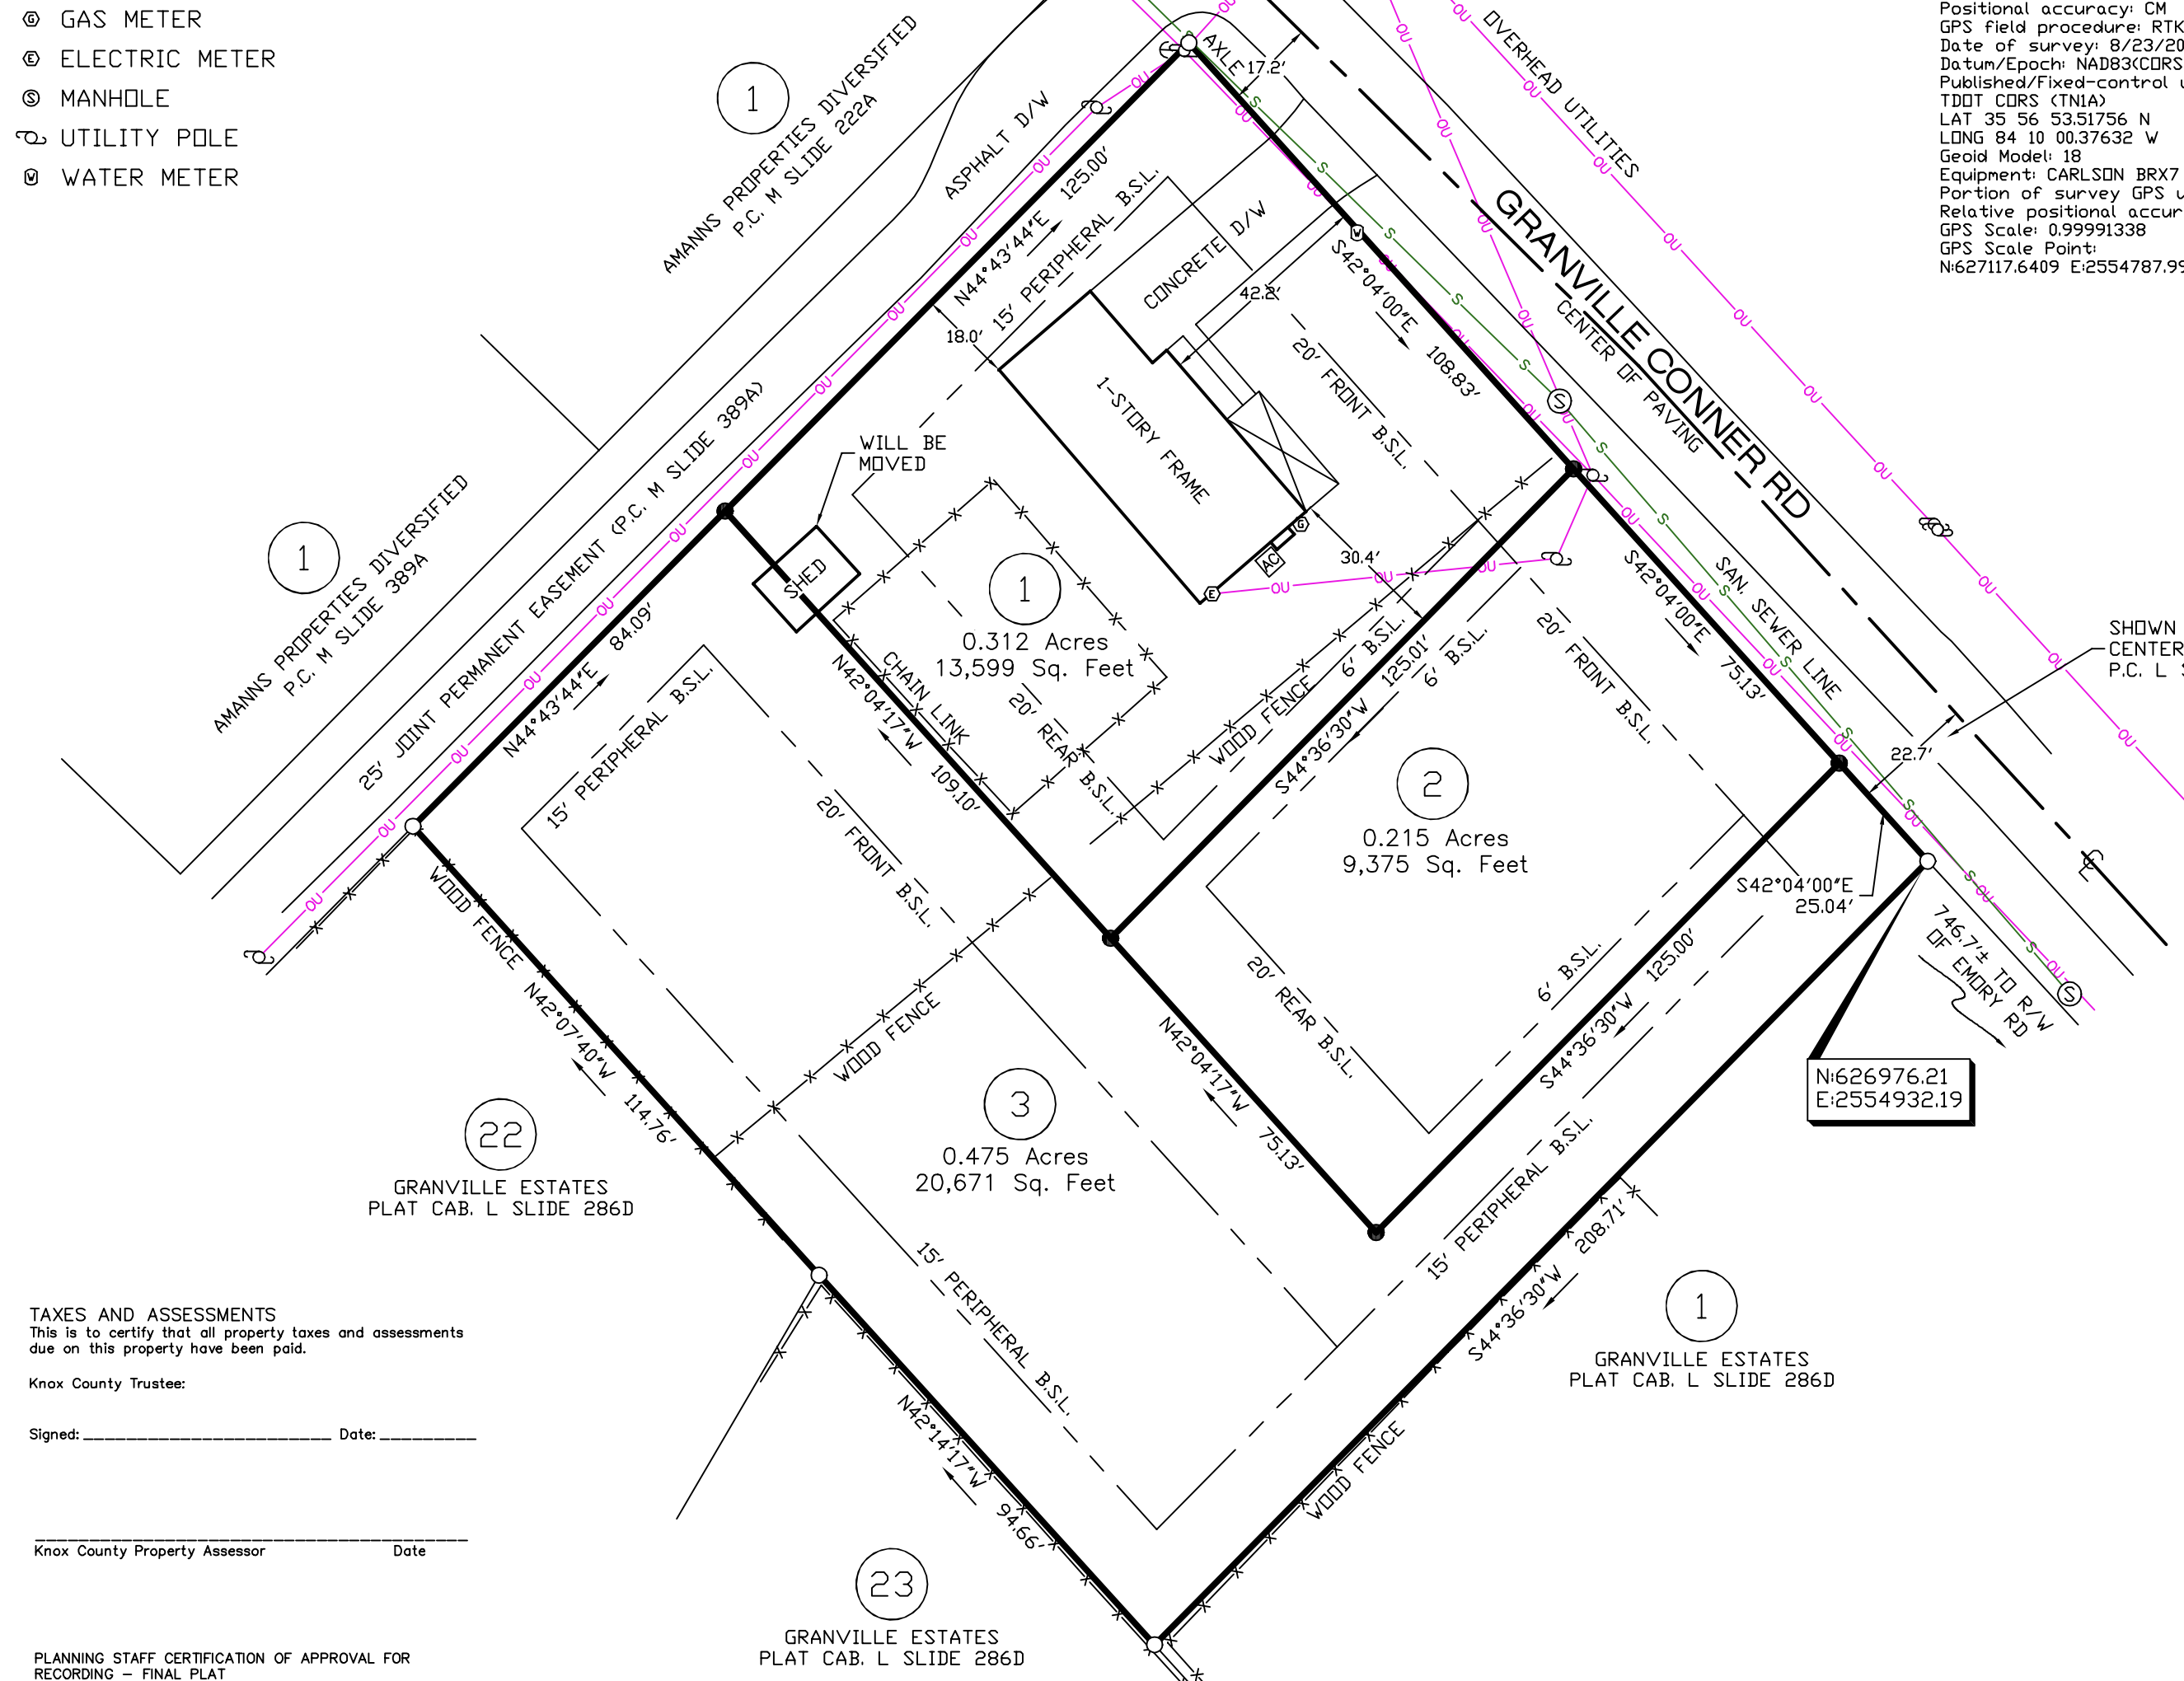 GAS METER
ELECTRIC METER
MANHOLE
UTILITY POLE
WATER METER
G
E
S
W
Positional accuracy: CM
GPS field procedure: RTK
Date of survey: 8/23/20
Datum/Epoch: NAD83(CORS
Published/Fixed-control u
TDOT CORS (TN1A)
LAT 35 56 53.51756 N
LONG 84 10 00.37632 W
Geoid Model: 18
Equipment: CARLSON BRX7
Portion of survey GPS u
Relative positional accur
GPS Scale: 0.99991338
GPS Scale Point:
N:627117.6409 E:2554787.99
1
AMANNS PROPERTIES DIVERSIFIED
P.C. M SLIDE 222A
ASPHALT D/W
AXLE
17.2'
OVERHEAD UTILITIES
GRANVILLE CONNER RD
CENTER OF PAVING
N44°43'44"E 125.00'
15' PERIPHERAL B.S.L.
CONCRETE D/W
42.2'
18.0'
S42°04'00"E 108.83'
20' FRONT B.S.L.
1-STORY FRAME
WILL BE
MOVED
SHED
AC
30.4'
1
AMANNS PROPERTIES DIVERSIFIED
P.C. M SLIDE 389A
25' JOINT PERMANENT EASEMENT (P.C. M SLIDE 389A)
N44°43'44"E 84.09'
15' PERIPHERAL B.S.L.
1
0.312 Acres
13,599 Sq. Feet
CHAIN LINK
N42°04'17"W 109.10'
20' REAR B.S.L.
WOOD FENCE
6' B.S.L.
S44°36'30"W 125.01'
6' B.S.L.
20' FRONT B.S.L.
S42°04'00"E 75.13'
SAN. SEWER LINE
SHOWN
CENTER
P.C. L S
22.7'
2
0.215 Acres
9,375 Sq. Feet
S42°04'00"E
25.04'
746.7'± TO R/W
OF EMORY RD
N:626976.21
E:2554932.19
20' REAR B.S.L.
6' B.S.L.
S44°36'30"W 125.00'
N42°04'17"W 75.13'
15' PERIPHERAL B.S.L.
20' FRONT B.S.L.
WOOD FENCE
WOOD FENCE
N42°07'40"W 114.76'
3
0.475 Acres
20,671 Sq. Feet
22
GRANVILLE ESTATES
PLAT CAB. L SLIDE 286D
15' PERIPHERAL B.S.L.
S44°36'30"W 208.71'
WOOD FENCE
1
GRANVILLE ESTATES
PLAT CAB. L SLIDE 286D
N42°14'17"W 94.66'
23
GRANVILLE ESTATES
PLAT CAB. L SLIDE 286D
TAXES AND ASSESSMENTS
This is to certify that all property taxes and assessments
due on this property have been paid.
Knox County Trustee:
Signed: Date:
Knox County Property Assessor Date
PLANNING STAFF CERTIFICATION OF APPROVAL FOR
RECORDING – FINAL PLAT